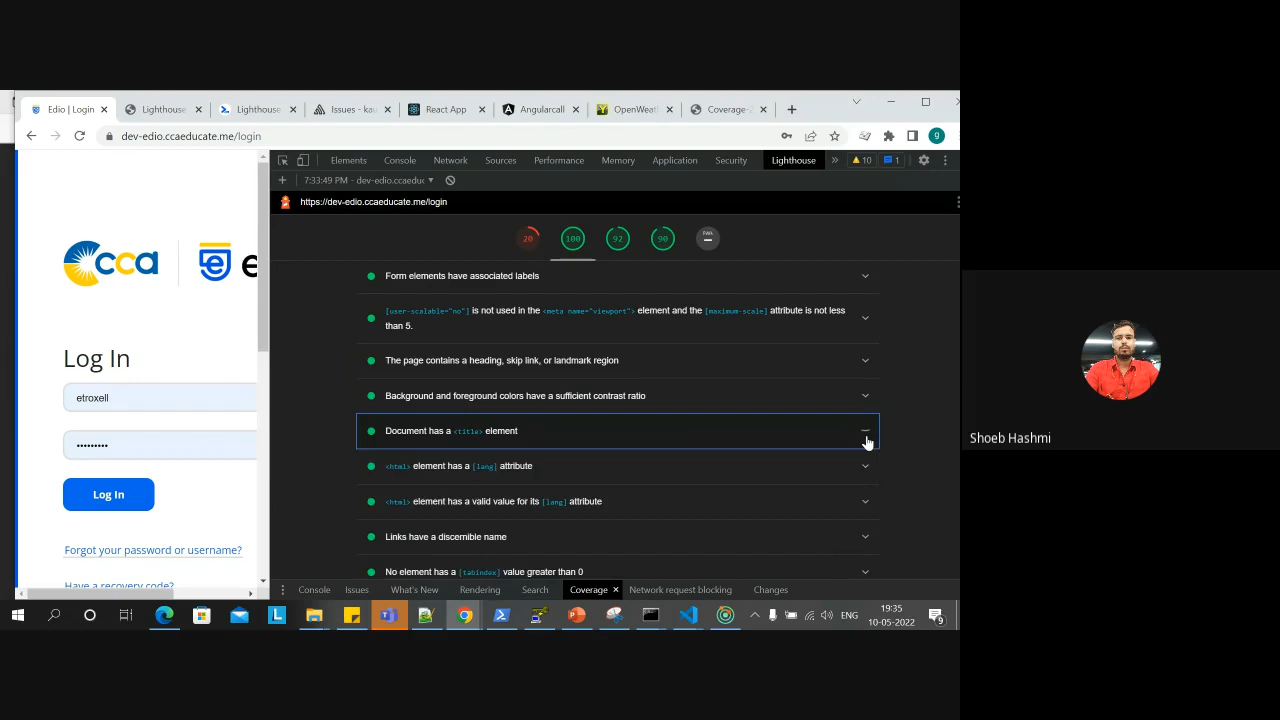 Edio | Login
Lighthouse
Lighthouse
Issues - kau
React App
Angularcall
OpenWeat
Coverage-2
dev-edio.ccaeducate.me/login
Elements
Console
Network
Sources
Performance
Memory
Application
Security
Lighthouse
10
1
7:33:49 PM - dev-edio.ccaeduc
https://dev-edio.ccaeducate.me/login
20
100
92
90
PWA
cca
e
Log In
etroxell
•••••••••
Log In
Forgot your password or username?
Have a recovery code?
Form elements have associated labels
[user-scalable="no"] is not used in the <meta name="viewport"> element and the [maximum-scale] attribute is not less
than 5.
The page contains a heading, skip link, or landmark region
Background and foreground colors have a sufficient contrast ratio
Document has a <title> element
<html> element has a [lang] attribute
<html> element has a valid value for its [lang] attribute
Links have a discernible name
No element has a [tabindex] value greater than 0
Console
Issues
What's New
Rendering
Search
Coverage
Network request blocking
Changes
ENG
19:35
10-05-2022
9
Shoeb Hashmi